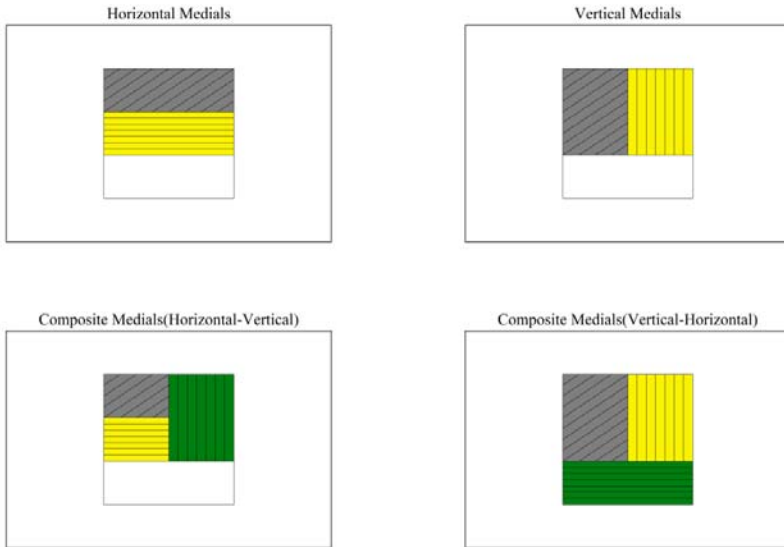 Horizontal Medials
Vertical Medials
Composite Medials(Horizontal-Vertical)
Composite Medials(Vertical-Horizontal)